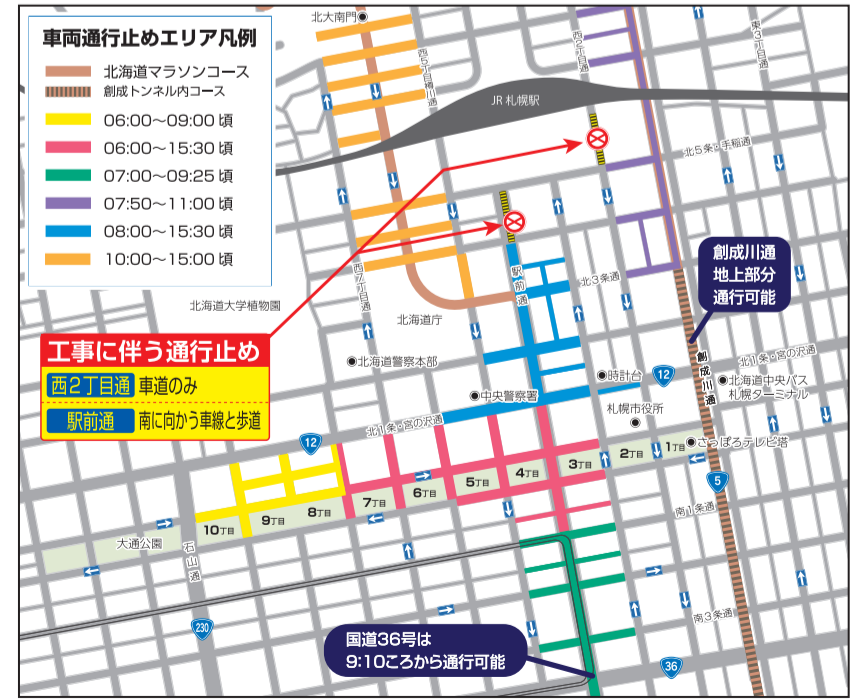 車両通行止めエリア凡例
北海道マラソンコース
創成トンネル内コース
06:00〜09:00 頃
06:00〜15:30 頃
07:00〜09:25 頃
07:50〜11:00 頃
08:00〜15:30 頃
10:00〜15:00 頃
北大南門
西5丁目樽川通
西2丁目通
東3丁目通
JR 札幌駅
北5条・手稲通
西7丁目通
駅前通
北3条通
創成川通
地上部分
通行可能
北海道大学植物園
北海道庁
工事に伴う通行止め
西2丁目通 車道のみ
駅前通 南に向かう車線と歩道
北海道警察本部
中央警察署
時計台
12
北1条・宮の沢通
創成川通
北海道中央バス
札幌ターミナル
札幌市役所
北1条・宮の沢通
12
さっぽろテレビ塔
1丁目
2丁目
3丁目
4丁目
5丁目
6丁目
7丁目
8丁目
9丁目
10丁目
5
南1条通
大通公園
石山通
南3条通
230
国道36号は
9:10ころから通行可能
36